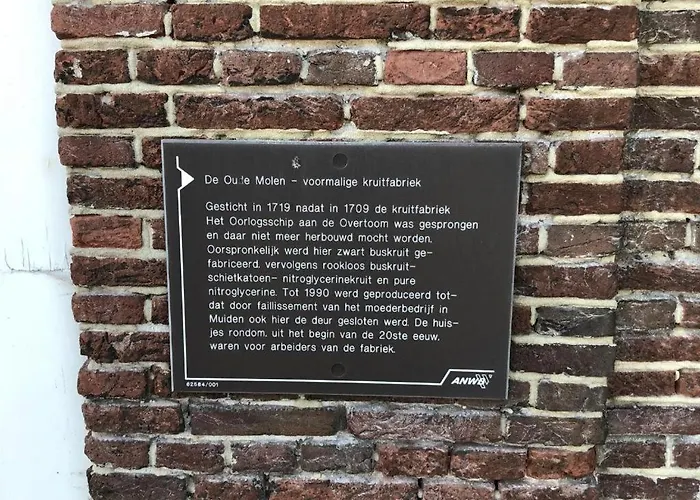 De Oude Molen - voormalige kruitfabriek
Gesticht in 1719 nadat in 1709 de kruitfabriek
Het Oorlogsschip aan de Overtoom was gesprongen
en daar niet meer herbouwd mocht worden.
Oorspronkelijk werd hier zwart buskruit ge-
fabriceerd, vervolgens rookloos buskruit-
schietkatoen- nitroglycerinekruit en pure
nitroglycerine. Tot 1990 werd geproduceerd tot-
dat door faillissement van het moederbedrijf in
Muiden ook hier de deur gesloten werd. De huis-
jes rondom, uit het begin van de 20ste eeuw,
waren voor arbeiders van de fabriek.
62584/001
ANWB